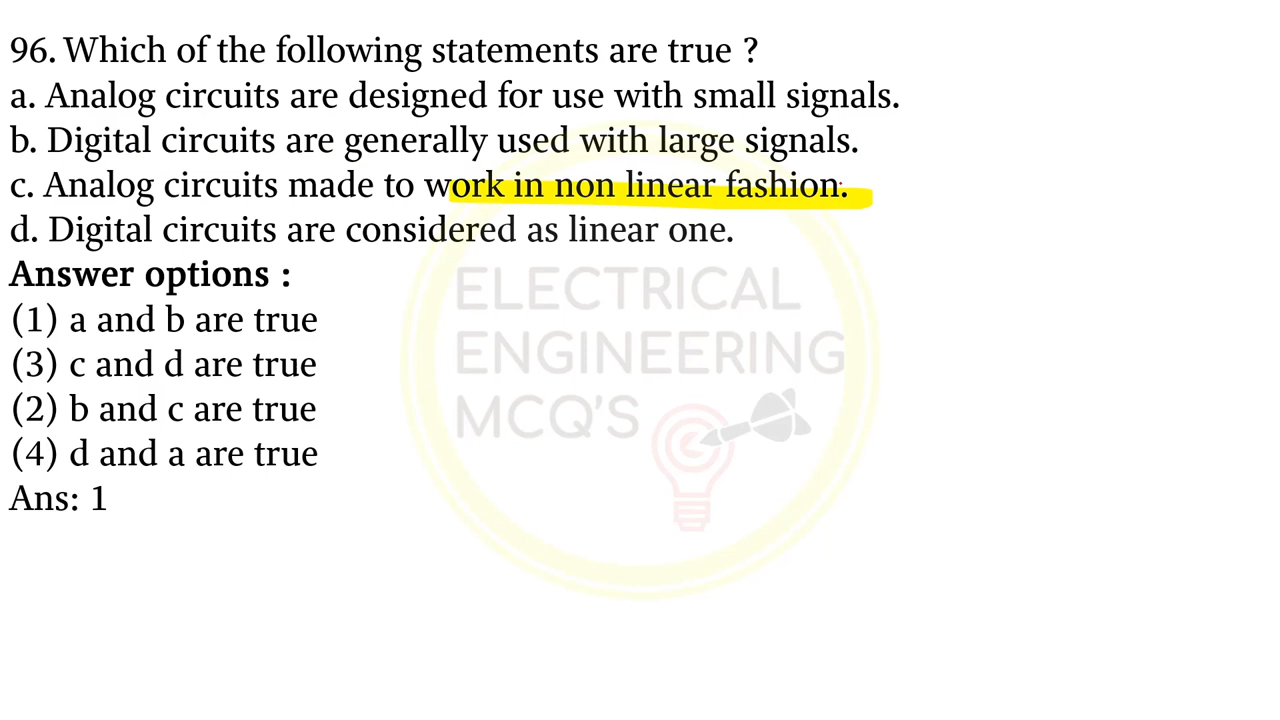 96. Which of the following statements are true ?
a. Analog circuits are designed for use with small signals.
b. Digital circuits are generally used with large signals.
c. Analog circuits made to work in non linear fashion.
d. Digital circuits are considered as linear one.
Answer options :
(1) a and b are true
(3) c and d are true
(2) b and c are true
(4) d and a are true
Ans: 1
ELECTRICAL
ENGINEERING
MCQ'S